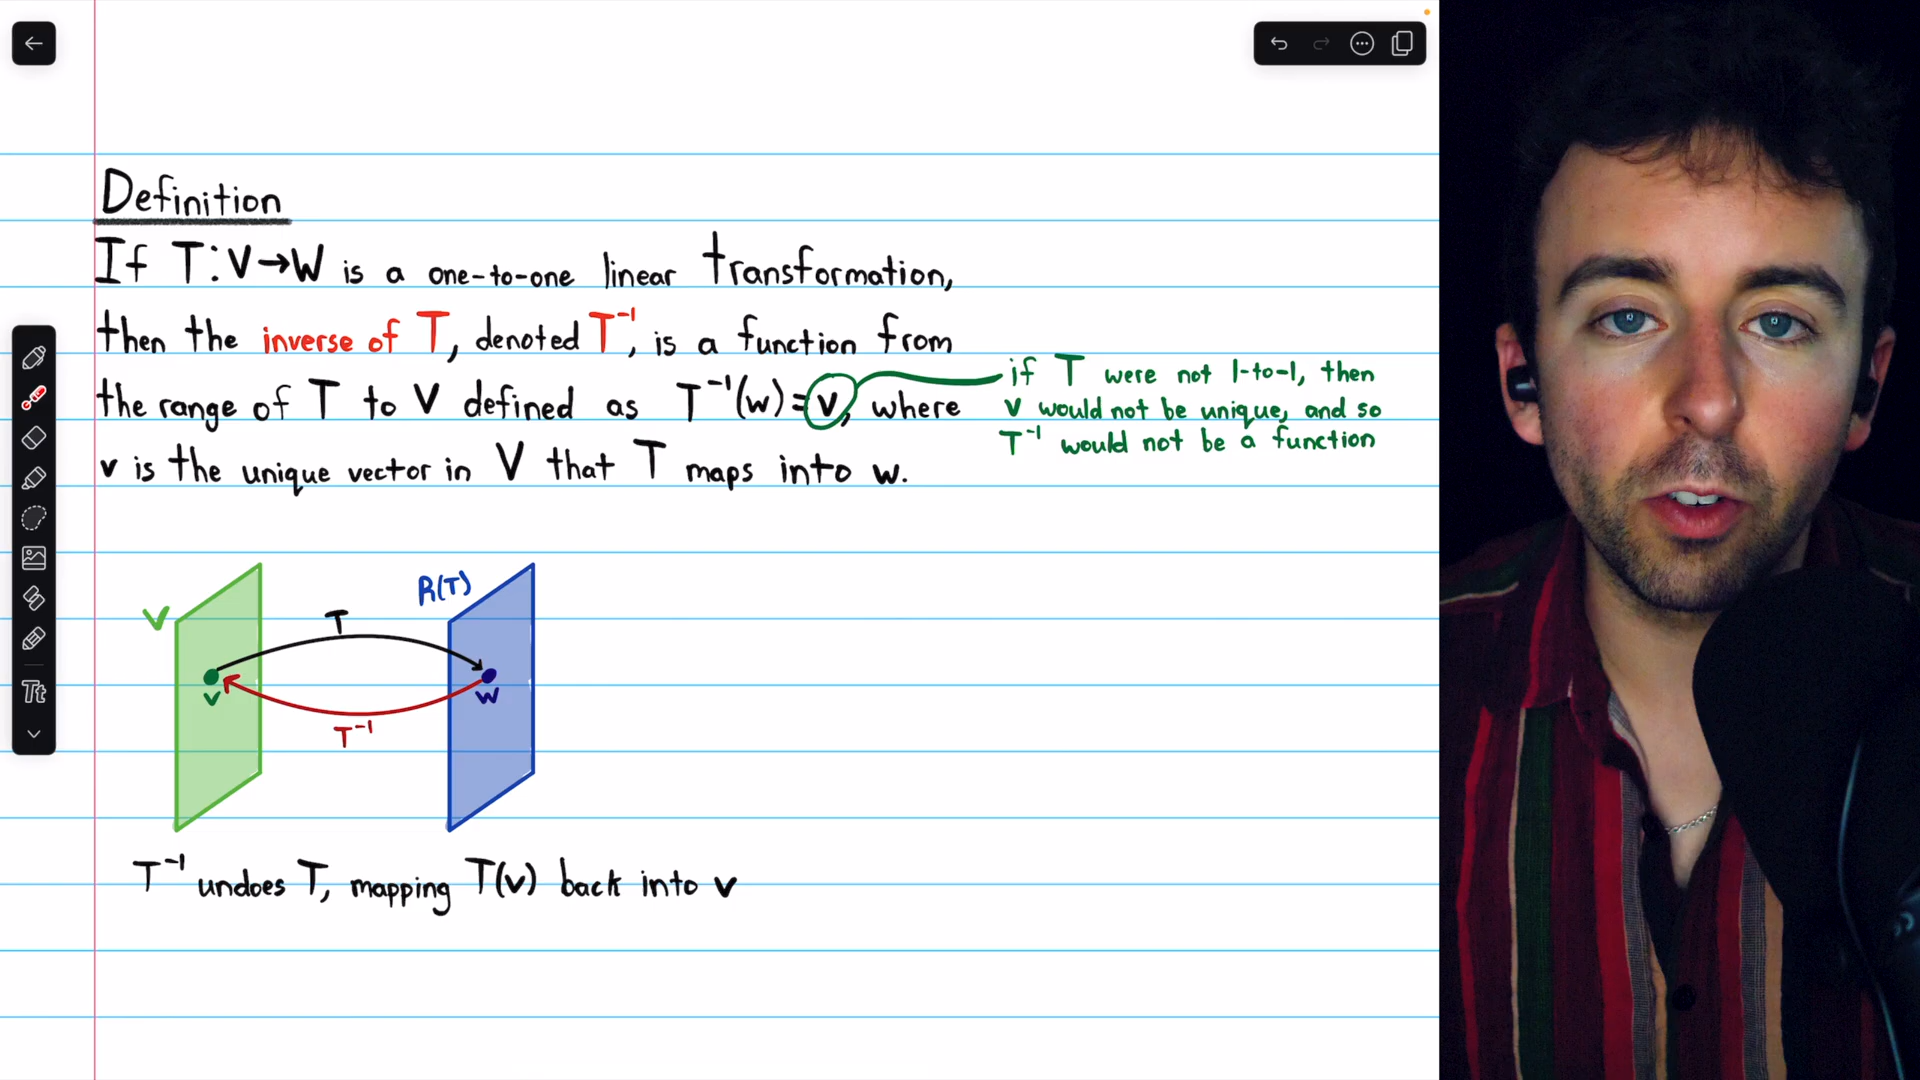 Definition
If T:V→W is a one-to-one linear transformation,
then the inverse of T, denoted T⁻¹, is a function from
the range of T to V defined as T⁻¹(w)=v, where
v is the unique vector in V that T maps into w.
if T were not 1-to-1, then
v would not be unique, and so
T⁻¹ would not be a function
V
R(T)
T
v
w
T⁻¹
T⁻¹ undoes T, mapping T(v) back into v
Tt